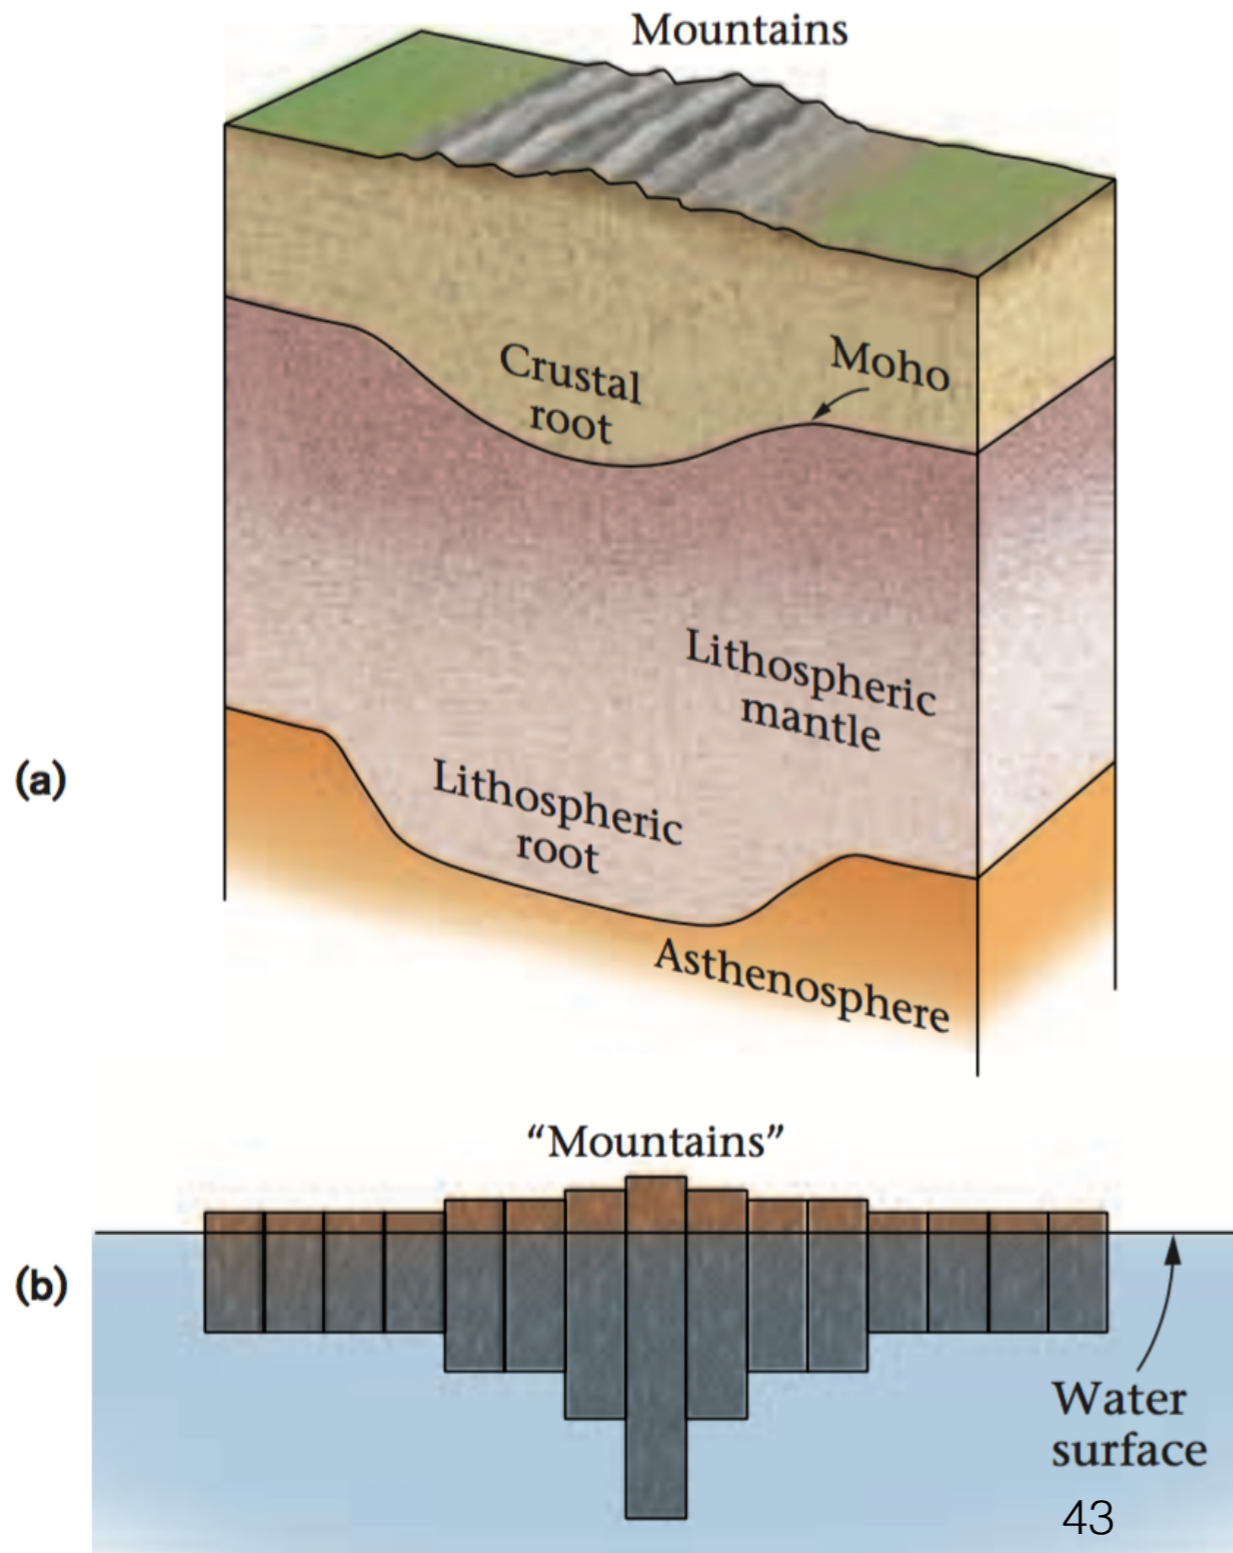 Mountains
Crustal
root
Moho
Lithospheric
mantle
(a)
Lithospheric
root
Asthenosphere
“Mountains”
(b)
Water
surface
43